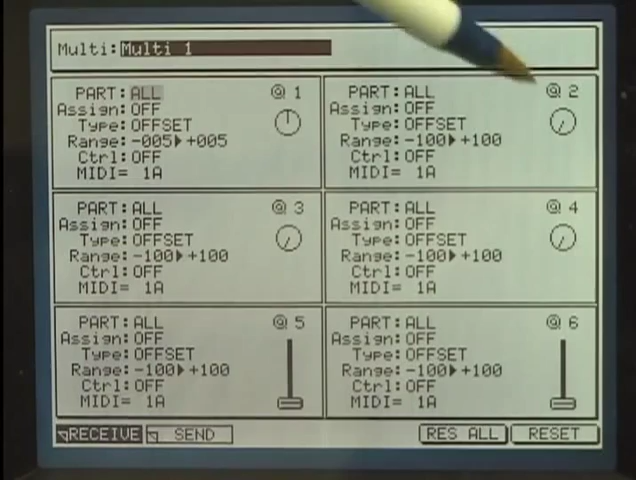 Multi: Multi 1
PART: ALL @ 1
Assign: OFF
Type: OFFSET
Range: -005▶+005
Ctrl: OFF
MIDI= 1A
PART: ALL @ 2
Assign: OFF
Type: OFFSET
Range: -100▶+100
Ctrl: OFF
MIDI= 1A
PART: ALL @ 3
Assign: OFF
Type: OFFSET
Range: -100▶+100
Ctrl: OFF
MIDI= 1A
PART: ALL @ 4
Assign: OFF
Type: OFFSET
Range: -100▶+100
Ctrl: OFF
MIDI= 1A
PART: ALL @ 5
Assign: OFF
Type: OFFSET
Range: -100▶+100
Ctrl: OFF
MIDI= 1A
PART: ALL @ 6
Assign: OFF
Type: OFFSET
Range: -100▶+100
Ctrl: OFF
MIDI= 1A
RECEIVE SEND RES ALL RESET